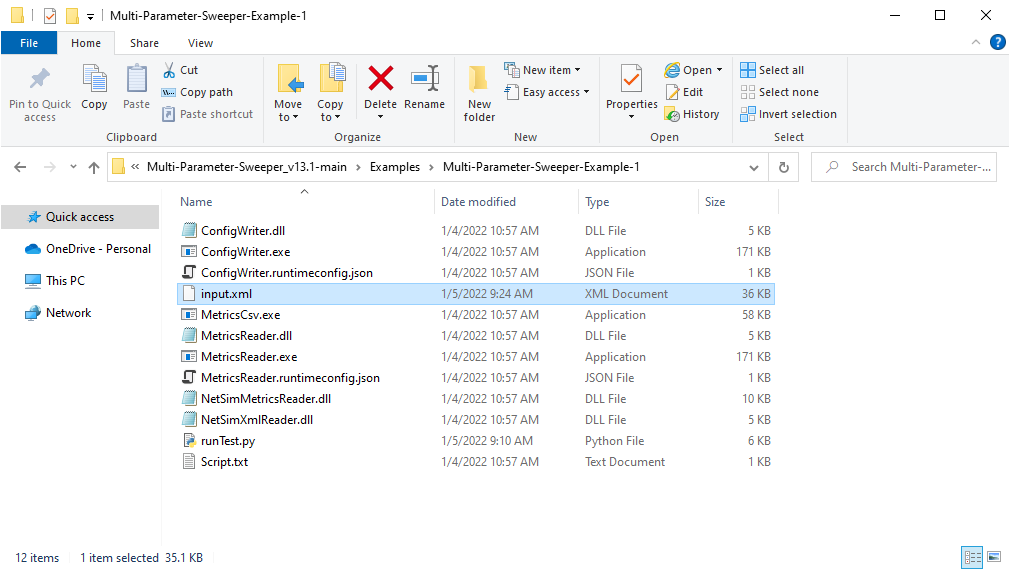 Multi-Parameter-Sweeper-Example-1
File Home Share View
Pin to Quick access
Copy
Paste
Cut
Copy path
Paste shortcut
Clipboard
Move to
Copy to
Delete
Rename
Organize
New folder
New item
Easy access
New
Properties
Open
Edit
History
Open
Select all
Select none
Invert selection
Select
« Multi-Parameter-Sweeper_v13.1-main > Examples > Multi-Parameter-Sweeper-Example-1
Search Multi-Parameter-...
Quick access
OneDrive - Personal
This PC
Network
Name Date modified Type Size
ConfigWriter.dll 1/4/2022 10:57 AM DLL File 5 KB
ConfigWriter.exe 1/4/2022 10:57 AM Application 171 KB
ConfigWriter.runtimeconfig.json 1/4/2022 10:57 AM JSON File 1 KB
input.xml 1/5/2022 9:24 AM XML Document 36 KB
MetricsCsv.exe 1/4/2022 10:57 AM Application 58 KB
MetricsReader.dll 1/4/2022 10:57 AM DLL File 5 KB
MetricsReader.exe 1/4/2022 10:57 AM Application 171 KB
MetricsReader.runtimeconfig.json 1/4/2022 10:57 AM JSON File 1 KB
NetSimMetricsReader.dll 1/4/2022 10:57 AM DLL File 10 KB
NetSimXmlReader.dll 1/4/2022 10:57 AM DLL File 5 KB
runTest.py 1/5/2022 9:10 AM Python File 6 KB
Script.txt 1/4/2022 10:57 AM Text Document 1 KB
12 items 1 item selected 35.1 KB